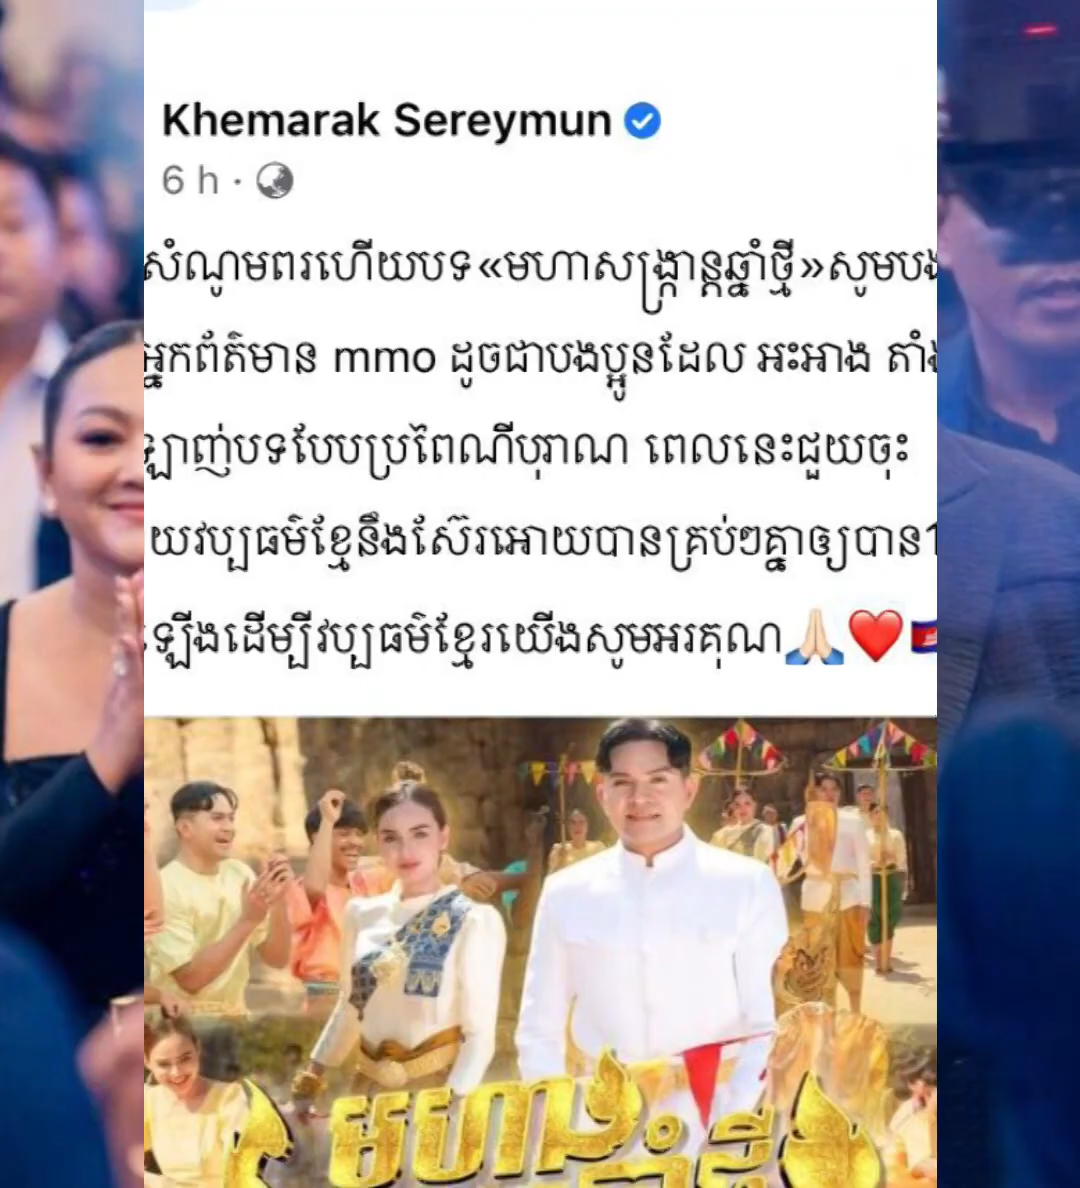 Khemarak Sereymun
6 h ·
សំណូមពរហើយបទ«មហាសង្ក្រាន្តឆ្នាំថ្មី»សូមបង
អ្នកព័ត៌មាន mmo ដូចជាបងប្អូនដែល អះអាង តាំង
ឡាញ់បទបែបប្រពៃណីបុរាណ ពេលនេះជួយចុះ
យវប្បធម៌ខ្មែនឹងស៊ែរអោយបានគ្រប់ៗគ្នាឲ្យបាន1
ឡើងដើម្បីវប្បធម៌ខ្មែរយើងសូមអរគុណ🙏🏻❤️🇰🇭
មហាស